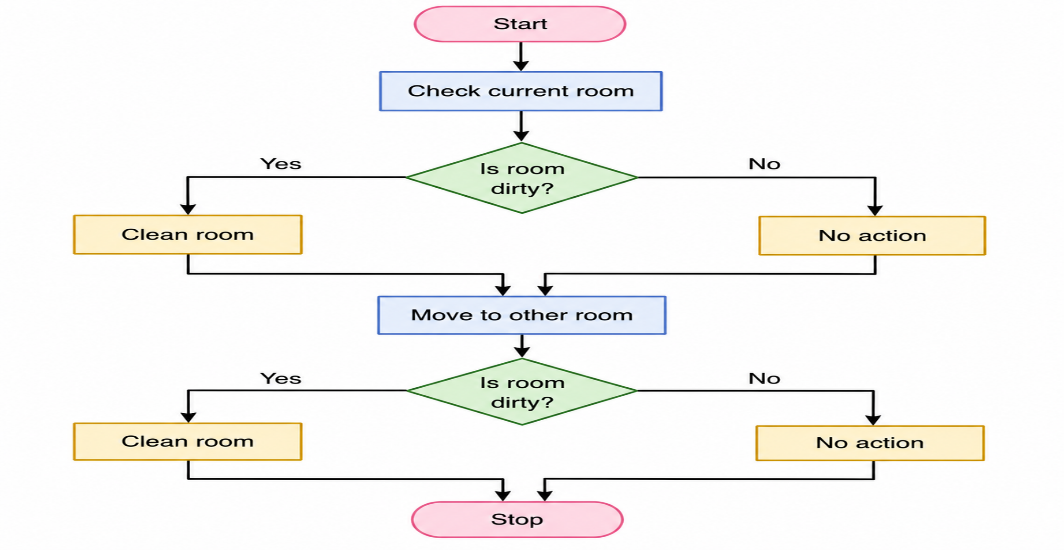 Start
Check current room
Is room
dirty?
Yes
No
Clean room
No action
Move to other room
Is room
dirty?
Yes
No
Clean room
No action
Stop